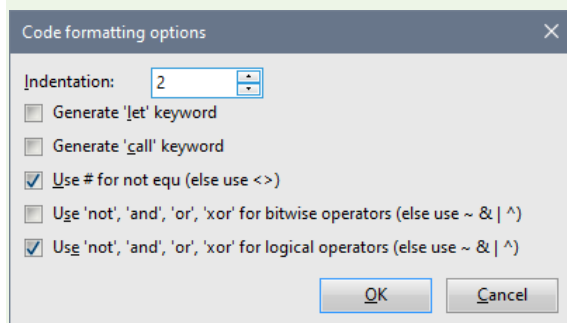 Code formatting options
Indentation: 2
Generate 'let' keyword
Generate 'call' keyword
Use # for not equ (else use <>)
Use 'not', 'and', 'or', 'xor' for bitwise operators (else use ~ & | ^)
Use 'not', 'and', 'or', 'xor' for logical operators (else use ~ & | ^)
OK Cancel